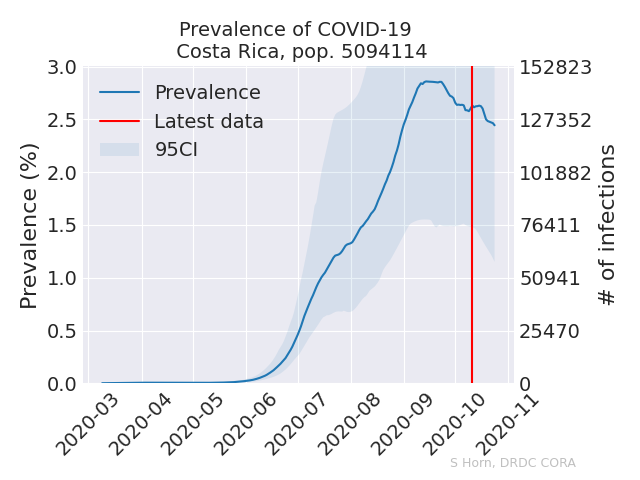 Prevalence of COVID-19
Costa Rica, pop. 5094114
Prevalence (%)
3.0
2.5
2.0
1.5
1.0
0.5
0.0
Prevalence
Latest data
95CI
152823
127352
101882
76411
50941
25470
0
# of infections
2020-03
2020-04
2020-05
2020-06
2020-07
2020-08
2020-09
2020-10
2020-11
S Horn, DRDC CORA